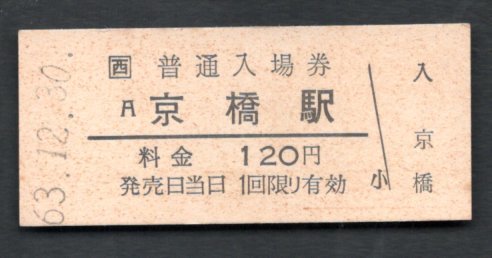 63.12.30.
西 普通入場券
A 京橋駅
料金 120円
発売日当日 1回限り有効
小
入
京
橋